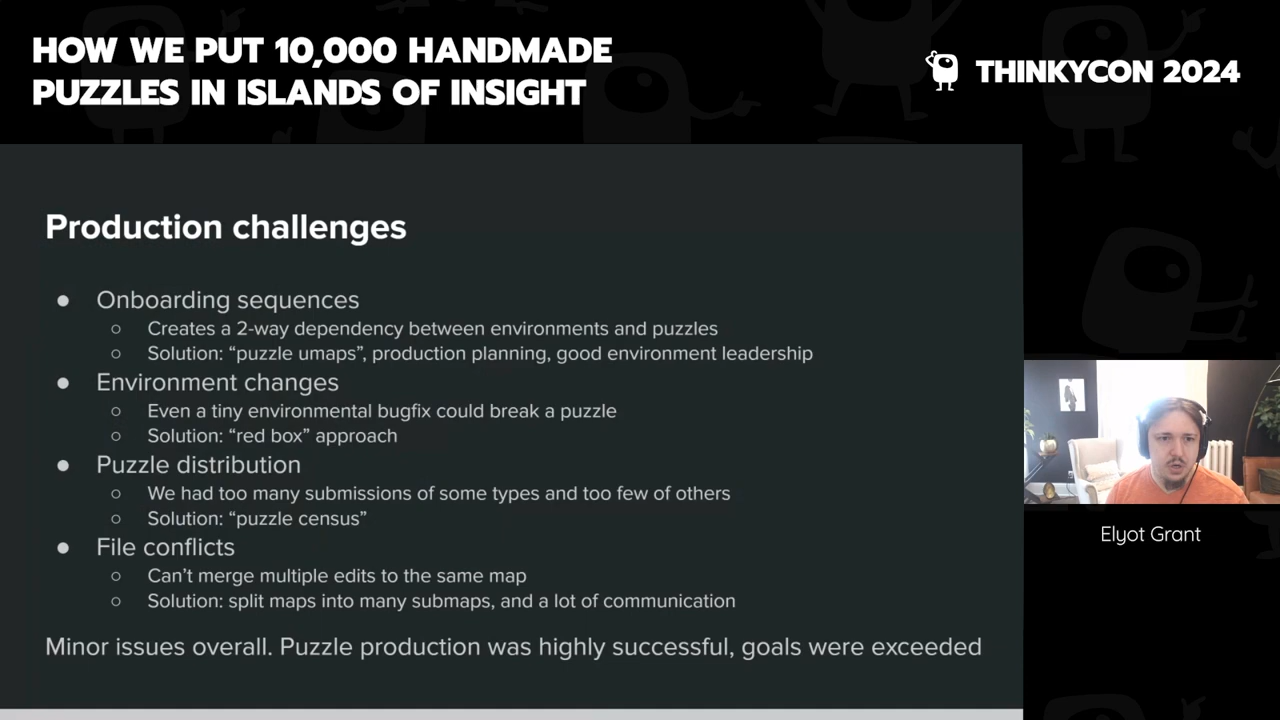 HOW WE PUT 10,000 HANDMADE
PUZZLES IN ISLANDS OF INSIGHT
THINKYCON 2024
Production challenges
● Onboarding sequences
○ Creates a 2-way dependency between environments and puzzles
○ Solution: “puzzle umaps”, production planning, good environment leadership
● Environment changes
○ Even a tiny environmental bugfix could break a puzzle
○ Solution: “red box” approach
● Puzzle distribution
○ We had too many submissions of some types and too few of others
○ Solution: “puzzle census”
● File conflicts
○ Can’t merge multiple edits to the same map
○ Solution: split maps into many submaps, and a lot of communication
Minor issues overall. Puzzle production was highly successful, goals were exceeded
Elyot Grant